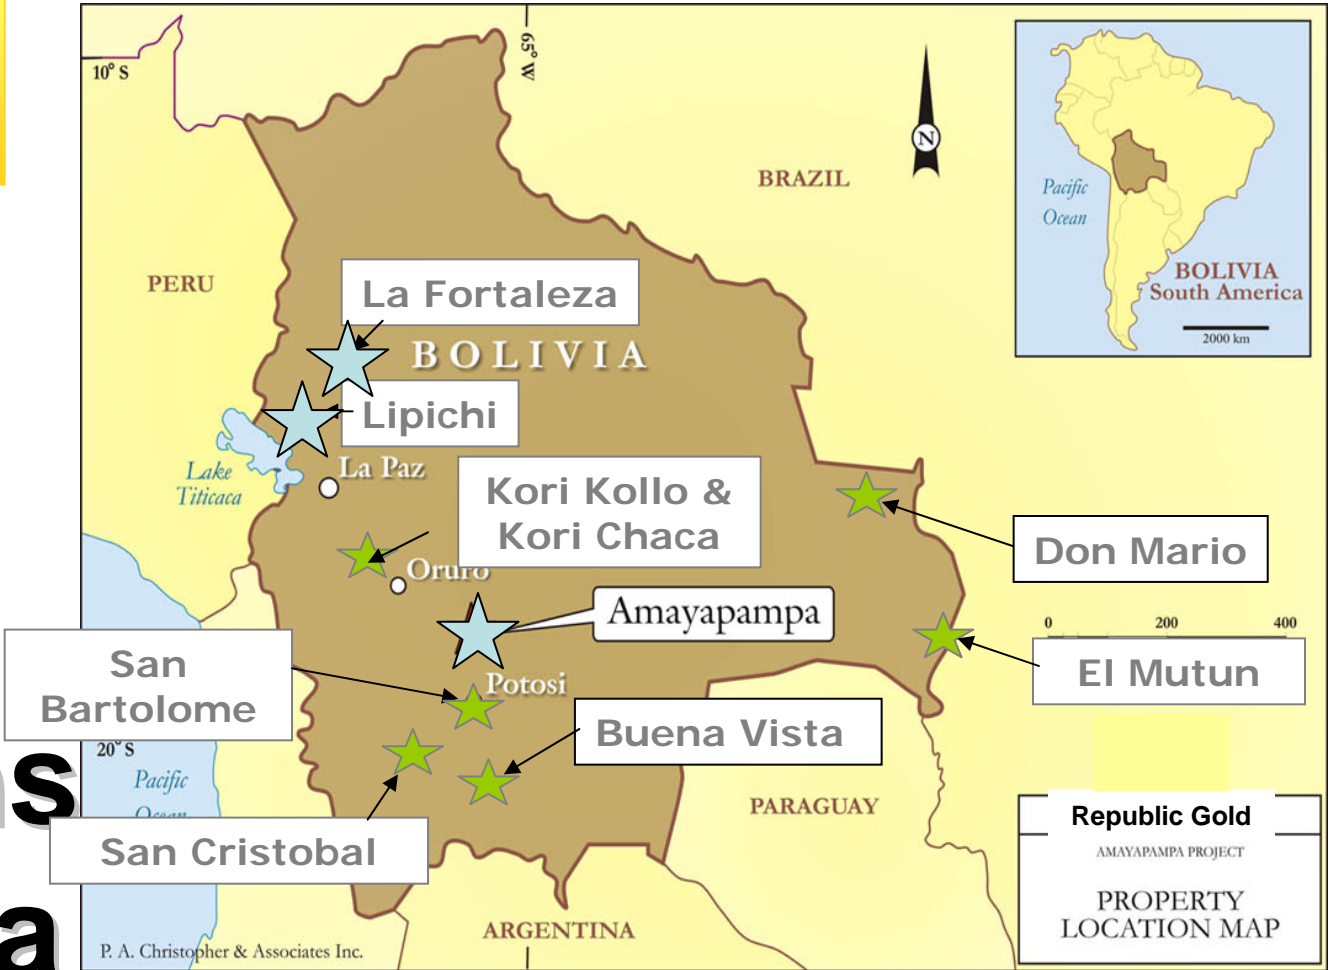 10° S
65° W
N
BRAZIL
Pacific
Ocean
BOLIVIA
South America
2000 km
PERU
La Fortaleza
BOLIVIA
Lipichi
Lake
Titicaca
La Paz
Kori Kollo &
Kori Chaca
Oruro
Don Mario
Amayapampa
0 200 400
El Mutun
San
Bartolome
Potosi
Buena Vista
20° S
Pacific
Ocean
s
San Cristobal
PARAGUAY
Republic Gold
AMAYAPAMPA PROJECT
PROPERTY
LOCATION MAP
a
ARGENTINA
P. A. Christopher & Associates Inc.